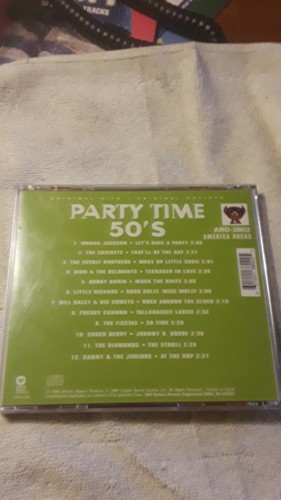 TRACKS
ORIGINAL HITS • ORIGINAL ARTISTS
PARTY TIME
50'S
ARD-3862
AMERICA ROCKS
1. WANDA JACKSON • LET'S HAVE A PARTY 2:08
2. THE CRICKETS • THAT'LL BE THE DAY 2:21
3. THE EVERLY BROTHERS • WAKE UP LITTLE SUSIE 2:01
4. DION & THE BELMONTS • TEENAGER IN LOVE 2:38
5. BOBBY DARIN • MACK THE KNIFE 3:08
6. LITTLE RICHARD • GOOD GOLLY, MISS MOLLY 2:08
7. BILL HALEY & HIS COMETS • ROCK AROUND THE CLOCK 2:10
8. FREDDY CANNON • TALLAHASSEE LASSIE 2:32
9. THE FIESTAS • SO FINE 2:20
10. CHUCK BERRY • JOHNNY B. GOODE 2:39
11. THE DIAMONDS • THE STROLL 2:29
12. DANNY & THE JUNIORS • AT THE HOP 2:31